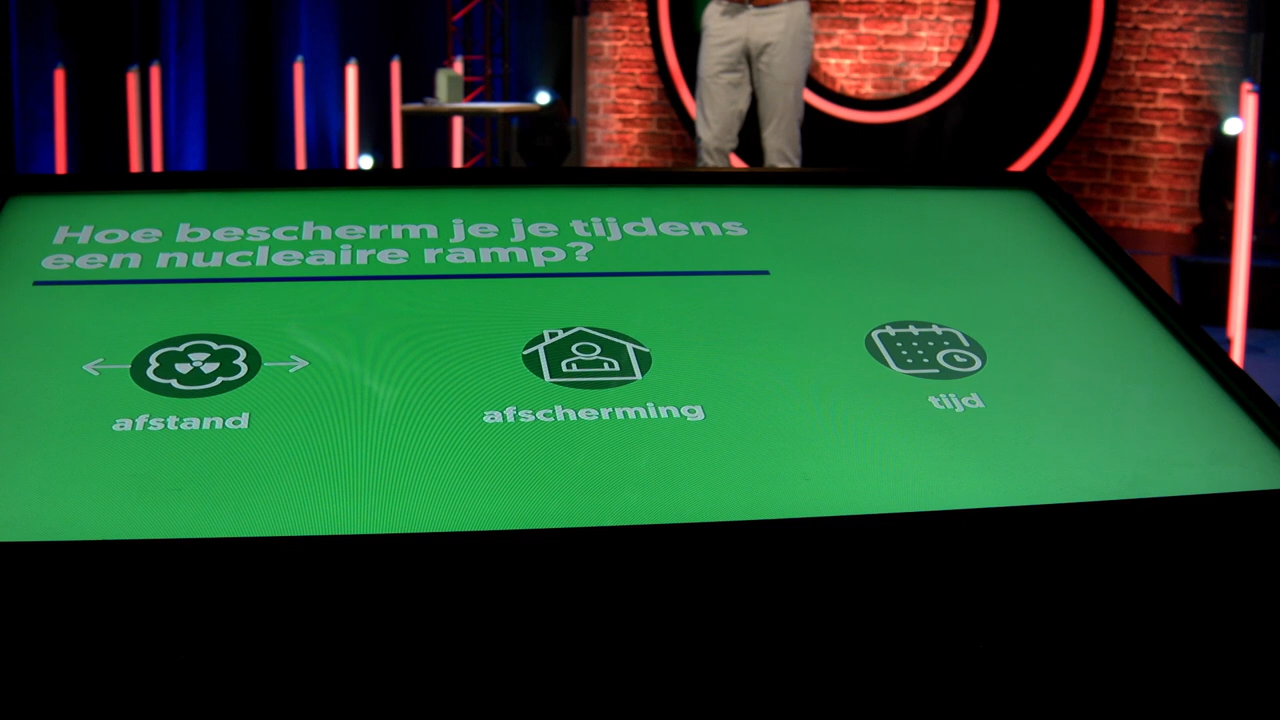 Hoe bescherm je je tijdens
een nucleaire ramp?
afstand
afscherming
tijd